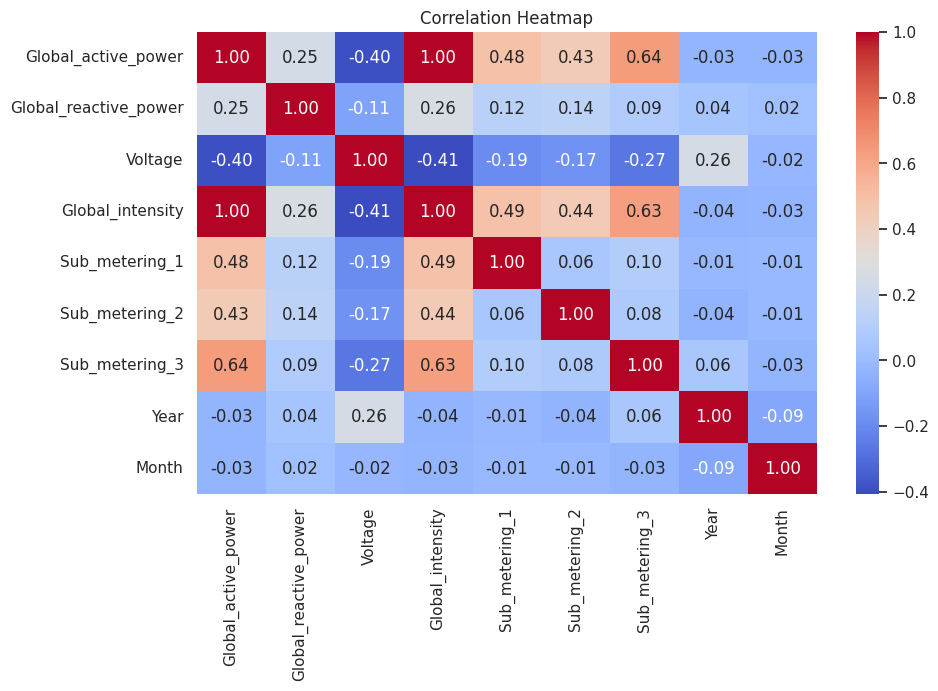 Correlation Heatmap
Global_active_power 1.00 0.25 -0.40 1.00 0.48 0.43 0.64 -0.03 -0.03
Global_reactive_power 0.25 1.00 -0.11 0.26 0.12 0.14 0.09 0.04 0.02
Voltage -0.40 -0.11 1.00 -0.41 -0.19 -0.17 -0.27 0.26 -0.02
Global_intensity 1.00 0.26 -0.41 1.00 0.49 0.44 0.63 -0.04 -0.03
Sub_metering_1 0.48 0.12 -0.19 0.49 1.00 0.06 0.10 -0.01 -0.01
Sub_metering_2 0.43 0.14 -0.17 0.44 0.06 1.00 0.08 -0.04 -0.01
Sub_metering_3 0.64 0.09 -0.27 0.63 0.10 0.08 1.00 0.06 -0.03
Year -0.03 0.04 0.26 -0.04 -0.01 -0.04 0.06 1.00 -0.09
Month -0.03 0.02 -0.02 -0.03 -0.01 -0.01 -0.03 -0.09 1.00
Global_active_power
Global_reactive_power
Voltage
Global_intensity
Sub_metering_1
Sub_metering_2
Sub_metering_3
Year
Month
1.0
0.8
0.6
0.4
0.2
0.0
−0.2
−0.4